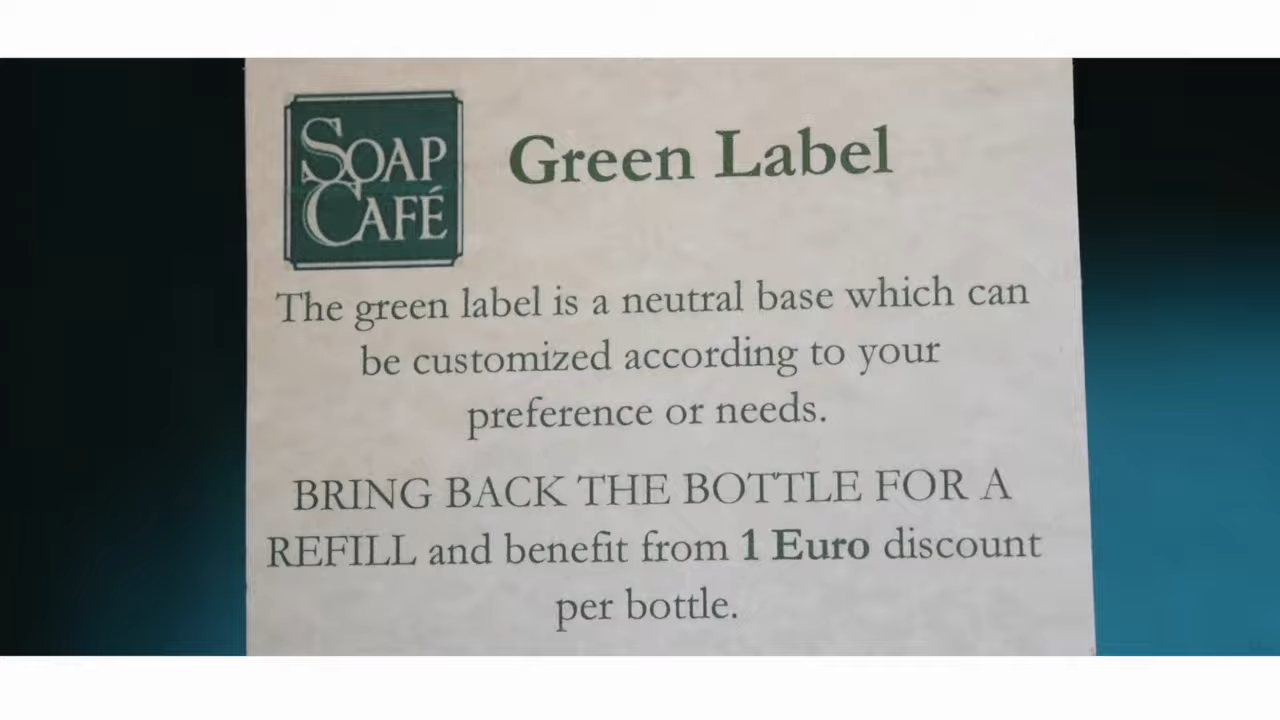 SOAP
CAFÉ
Green Label
The green label is a neutral base which can
be customized according to your
preference or needs.
BRING BACK THE BOTTLE FOR A
REFILL and benefit from 1 Euro discount
per bottle.